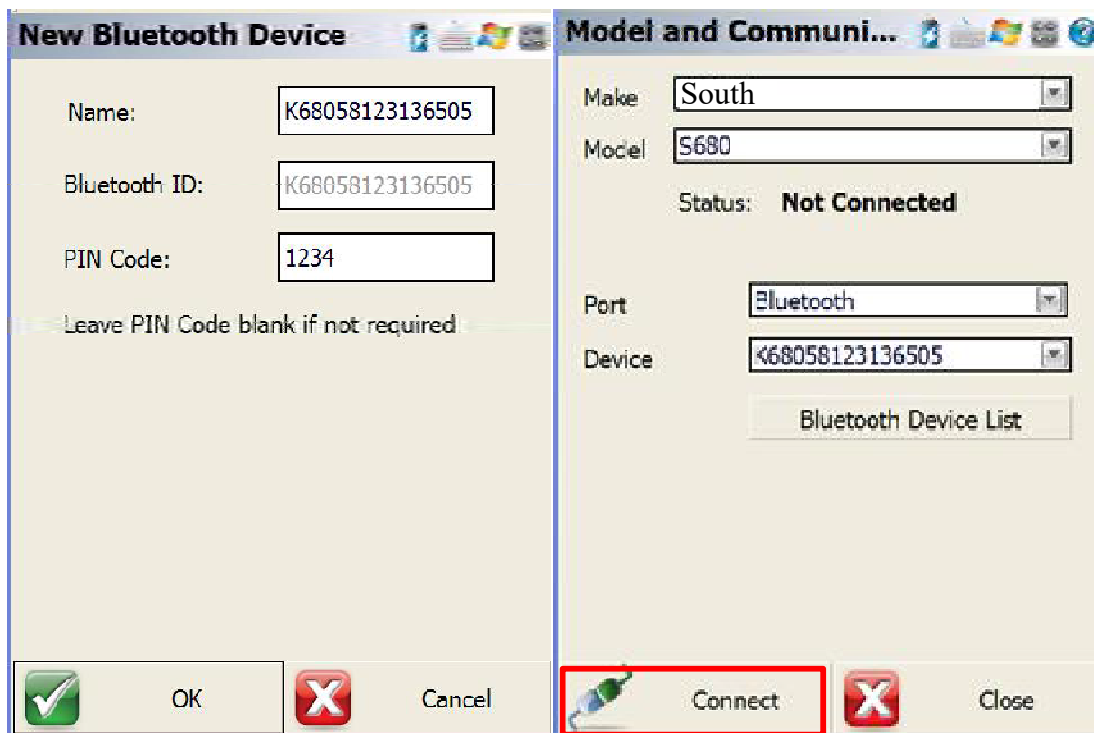 New Bluetooth Device
Name: K68058123136505
Bluetooth ID: K68058123136505
PIN Code: 1234
Leave PIN Code blank if not required
OK Cancel
Model and Communi...
Make South
Model S680
Status: Not Connected
Port Bluetooth
Device K68058123136505
Bluetooth Device List
Connect Close